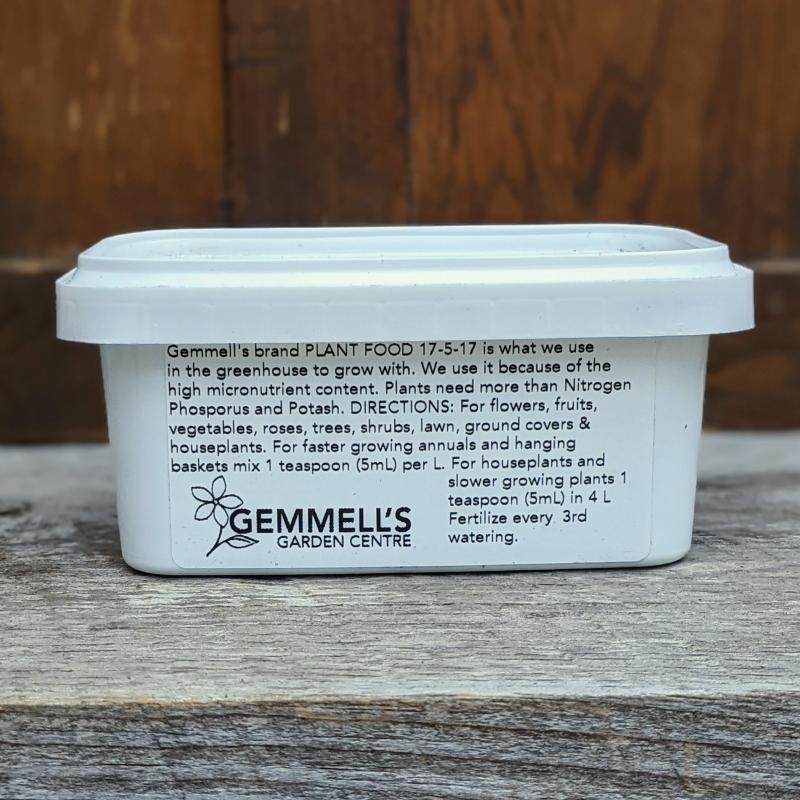 Gemmell's brand PLANT FOOD 17-5-17 is what we use
in the greenhouse to grow with. We use it because of the
high micronutrient content. Plants need more than Nitrogen
Phosporus and Potash. DIRECTIONS: For flowers, fruits,
vegetables, roses, trees, shrubs, lawn, ground covers &
houseplants. For faster growing annuals and hanging
baskets mix 1 teaspoon (5mL) per L. For houseplants and
slower growing plants 1
teaspoon (5mL) in 4 L
Fertilize every 3rd
watering.
GEMMELL'S
GARDEN CENTRE